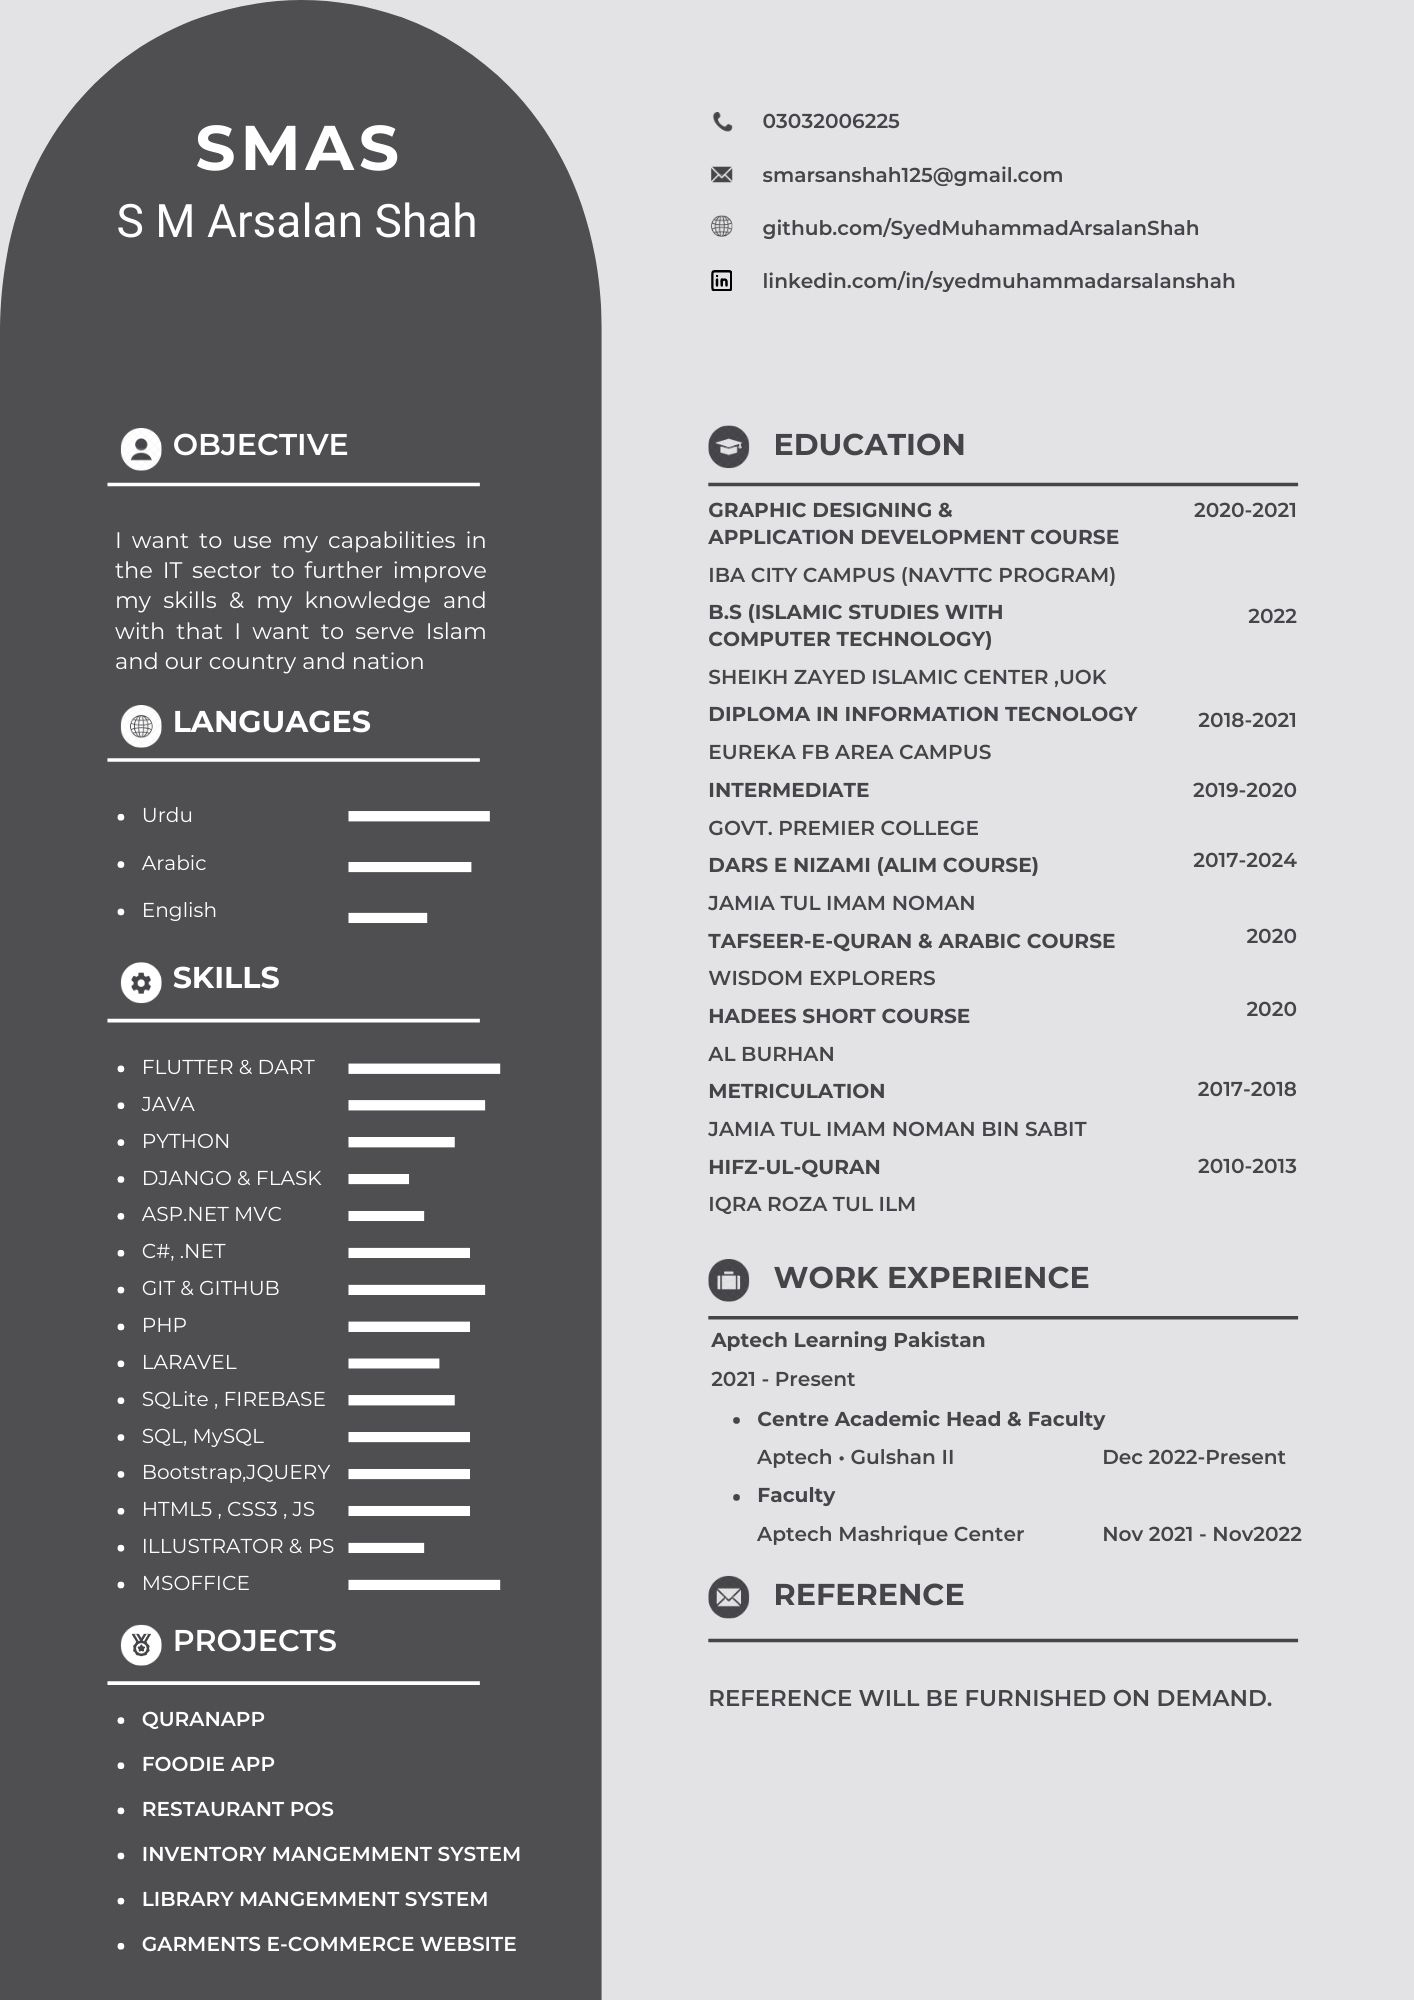 SMAS
S M Arsalan Shah
03032006225
smarsanshah125@gmail.com
github.com/SyedMuhammadArsalanShah
linkedin.com/in/syedmuhammadarsalanshah
OBJECTIVE
I want to use my capabilities in
the IT sector to further improve
my skills & my knowledge and
with that I want to serve Islam
and our country and nation
LANGUAGES
• Urdu
• Arabic
• English
SKILLS
• FLUTTER & DART
• JAVA
• PYTHON
• DJANGO & FLASK
• ASP.NET MVC
• C#, .NET
• GIT & GITHUB
• PHP
• LARAVEL
• SQLite , FIREBASE
• SQL, MySQL
• Bootstrap,JQUERY
• HTML5 , CSS3 , JS
• ILLUSTRATOR & PS
• MSOFFICE
PROJECTS
• QURANAPP
• FOODIE APP
• RESTAURANT POS
• INVENTORY MANGEMMENT SYSTEM
• LIBRARY MANGEMMENT SYSTEM
• GARMENTS E-COMMERCE WEBSITE
EDUCATION
GRAPHIC DESIGNING & 2020-2021
APPLICATION DEVELOPMENT COURSE
IBA CITY CAMPUS (NAVTTC PROGRAM)
B.S (ISLAMIC STUDIES WITH 2022
COMPUTER TECHNOLOGY)
SHEIKH ZAYED ISLAMIC CENTER ,UOK
DIPLOMA IN INFORMATION TECNOLOGY 2018-2021
EUREKA FB AREA CAMPUS
INTERMEDIATE 2019-2020
GOVT. PREMIER COLLEGE
DARS E NIZAMI (ALIM COURSE) 2017-2024
JAMIA TUL IMAM NOMAN
TAFSEER-E-QURAN & ARABIC COURSE 2020
WISDOM EXPLORERS
HADEES SHORT COURSE 2020
AL BURHAN
METRICULATION 2017-2018
JAMIA TUL IMAM NOMAN BIN SABIT
HIFZ-UL-QURAN 2010-2013
IQRA ROZA TUL ILM
WORK EXPERIENCE
Aptech Learning Pakistan
2021 - Present
• Centre Academic Head & Faculty
Aptech • Gulshan II Dec 2022-Present
• Faculty
Aptech Mashrique Center Nov 2021 - Nov2022
REFERENCE
REFERENCE WILL BE FURNISHED ON DEMAND.